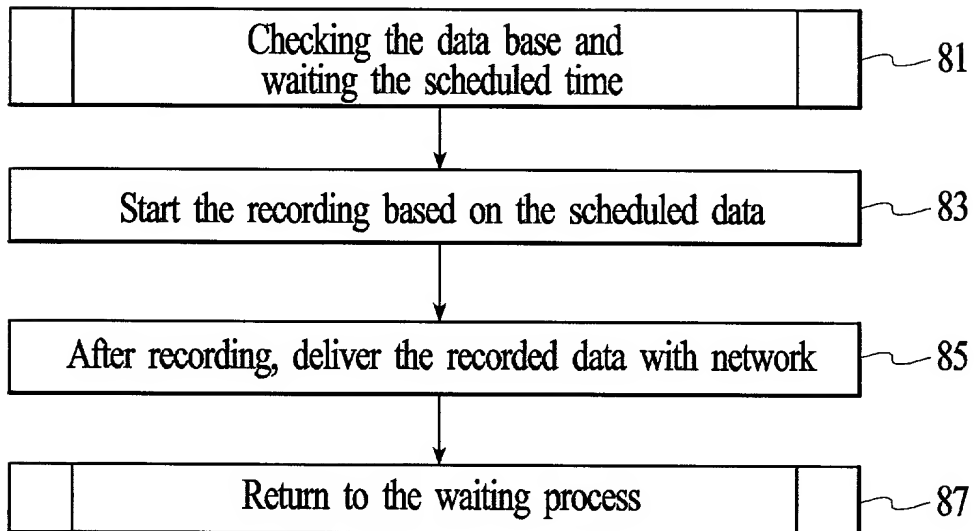 Checking the data base and
waiting the scheduled time
81
Start the recording based on the scheduled data
83
After recording, deliver the recorded data with network
85
Return to the waiting process
87